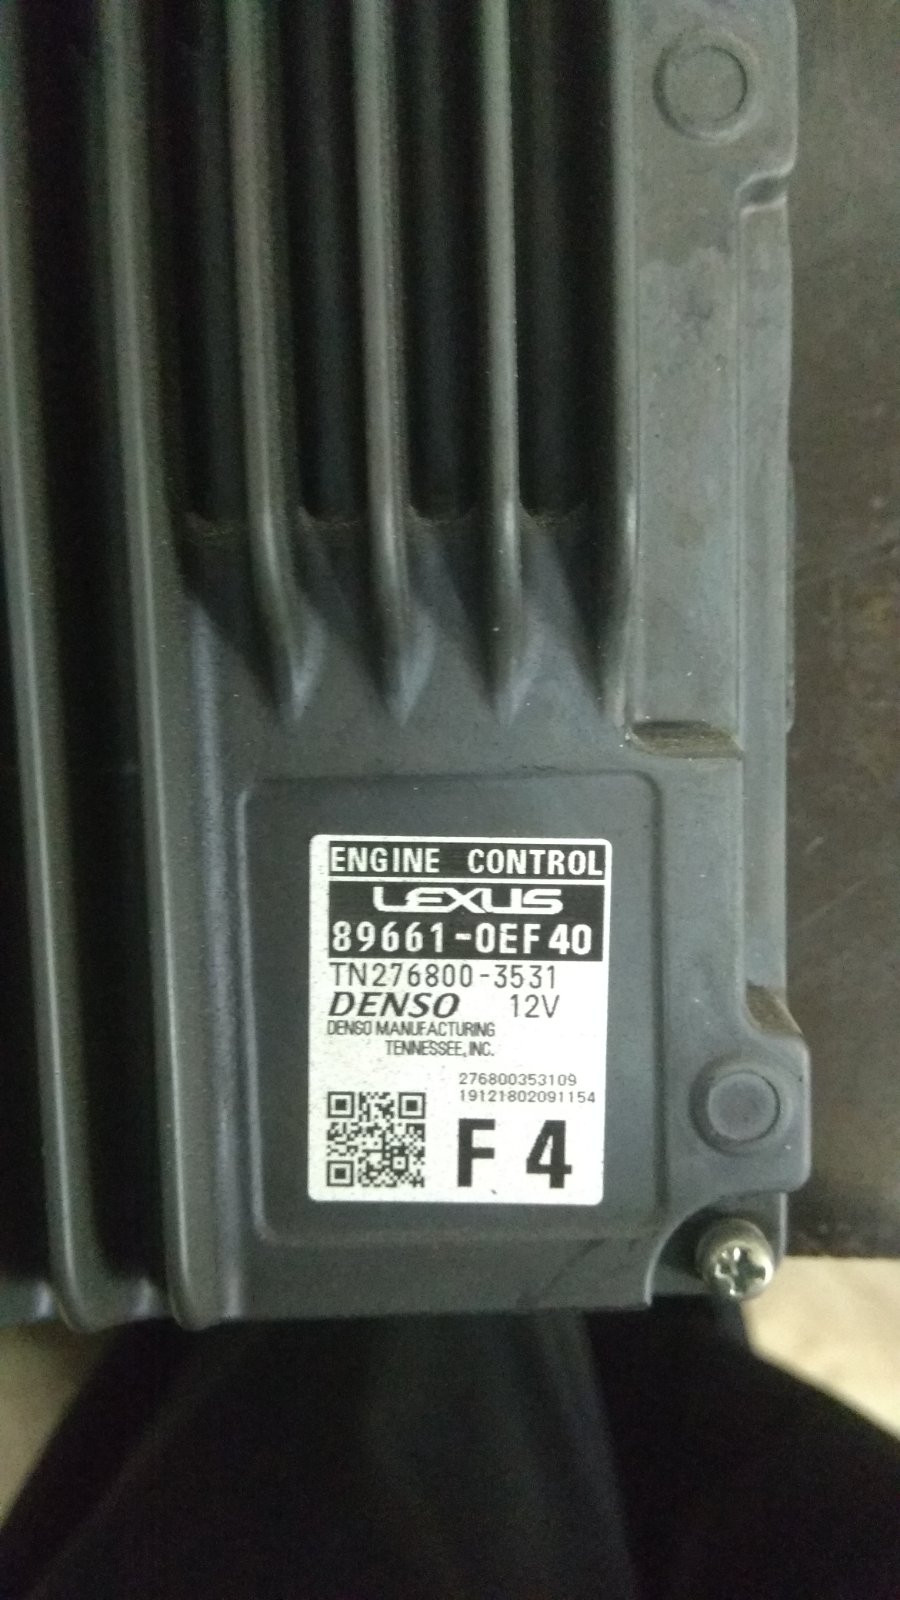 ENGINE CONTROL
LEXUS
89661-0EF40
TN276800-3531
DENSO 12V
DENSO MANUFACTURING
TENNESSEE, INC.
276800353109
19121802091154
F 4